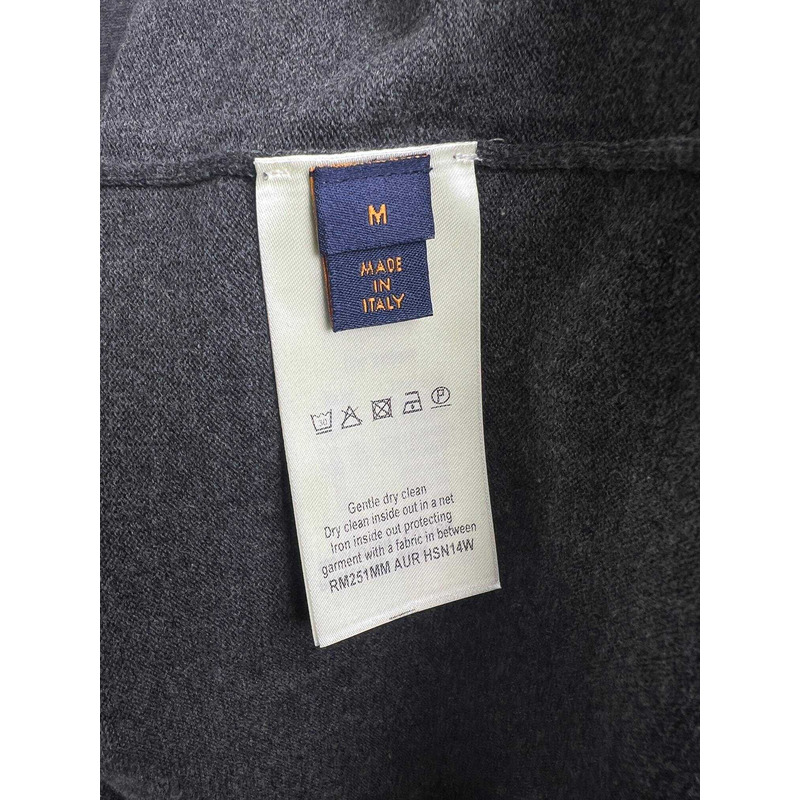 M
MADE
IN
ITALY
30
P
Gentle dry clean
Dry clean inside out in a net
Iron inside out protecting
garment with a fabric in between
RM251MM AUR HSN14W